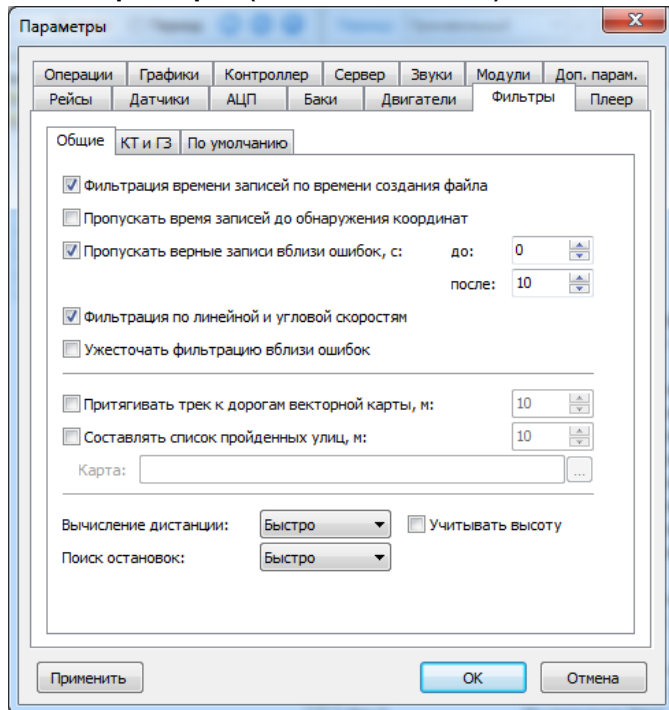 Параметры
Операции Графики Контроллер Сервер Звуки Модули Доп. парам.
Рейсы Датчики АЦП Баки Двигатели Фильтры Плеер
Общие КТ и ГЗ По умолчанию
Фильтрация времени записей по времени создания файла
Пропускать время записей до обнаружения координат
Пропускать верные записи вблизи ошибок, с: до: 0
после: 10
Фильтрация по линейной и угловой скоростям
Ужесточать фильтрацию вблизи ошибок
Притягивать трек к дорогам векторной карты, м: 10
Составлять список пройденных улиц, м: 10
Карта: ...
Вычисление дистанции: Быстро Учитывать высоту
Поиск остановок: Быстро
Применить OK Отмена